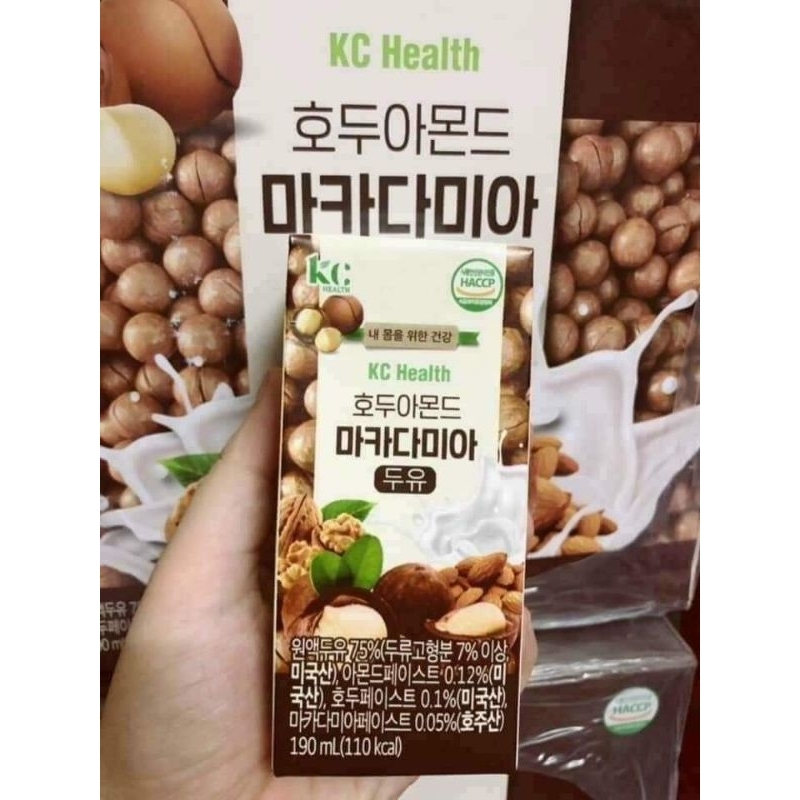 KC Health
호두아몬드
마카다미아
KC
HEALTH
HACCP
내 몸을 위한 건강
KC Health
호두아몬드
마카다미아
두유
원액두유 75%(두류고형분 7% 이상,
미국산), 아몬드페이스트 0.12%(미
국산), 호두페이스트 0.1%(미국산),
마카다미아페이스트 0.05%(호주산)
190 mL(110 kcal)
HACCP